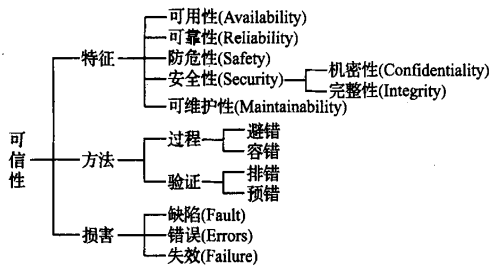 可用性(Availability)
可靠性(Reliability)
特征
防危性(Safety)
安全性(Security)
机密性(Confidentiality)
完整性(Integrity)
可维护性(Maintainability)
可信性
方法
过程
避错
容错
验证
排错
预错
损害
缺陷(Fault)
错误(Errors)
失效(Failure)